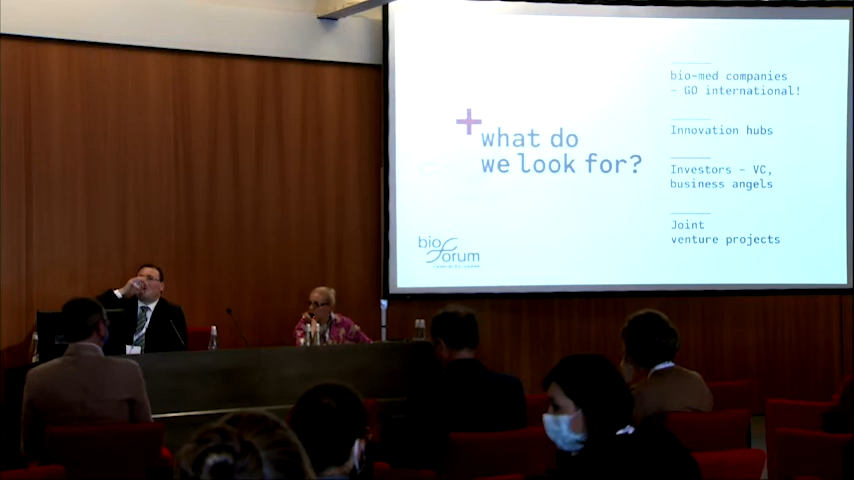 + what do
we look for?
bio-med companies
- GO international!
Innovation hubs
Investors - VC,
business angels
Joint
venture projects
bio
forum